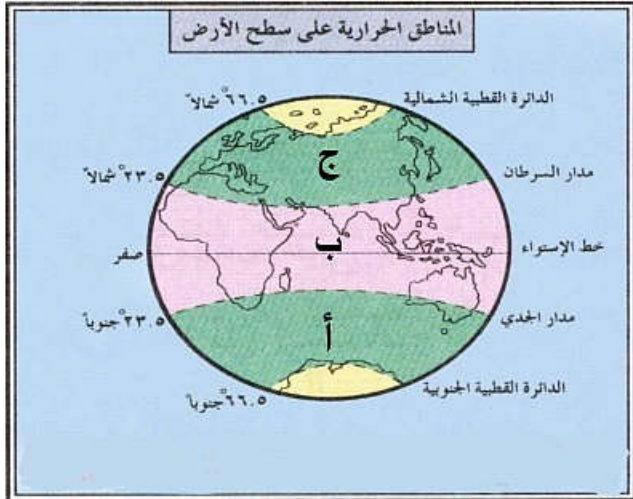 المناطق الحرارية على سطح الأرض
الدائرة القطبية الشمالية
٦٦.٥° شمالاً
ج
مدار السرطان
٢٣.٥° شمالاً
ب
خط الإستواء
صفر
مدار الجدي
٢٣.٥° جنوباً
أ
الدائرة القطبية الجنوبية
٦٦.٥° جنوباً